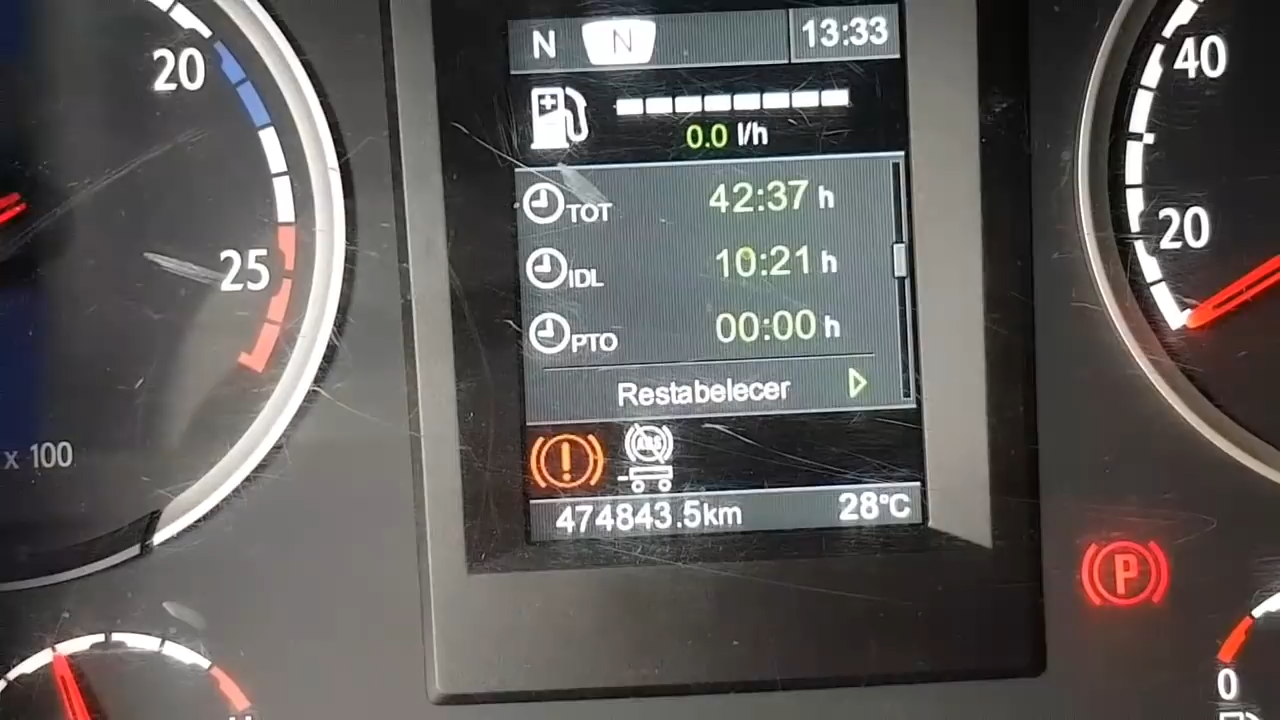 20
25
x 100
N N 13:33
0.0 l/h
TOT 42:37 h
IDL 10:21 h
PTO 00:00 h
Restabelecer
ABS
474843.5km 28°C
40
20
P
0